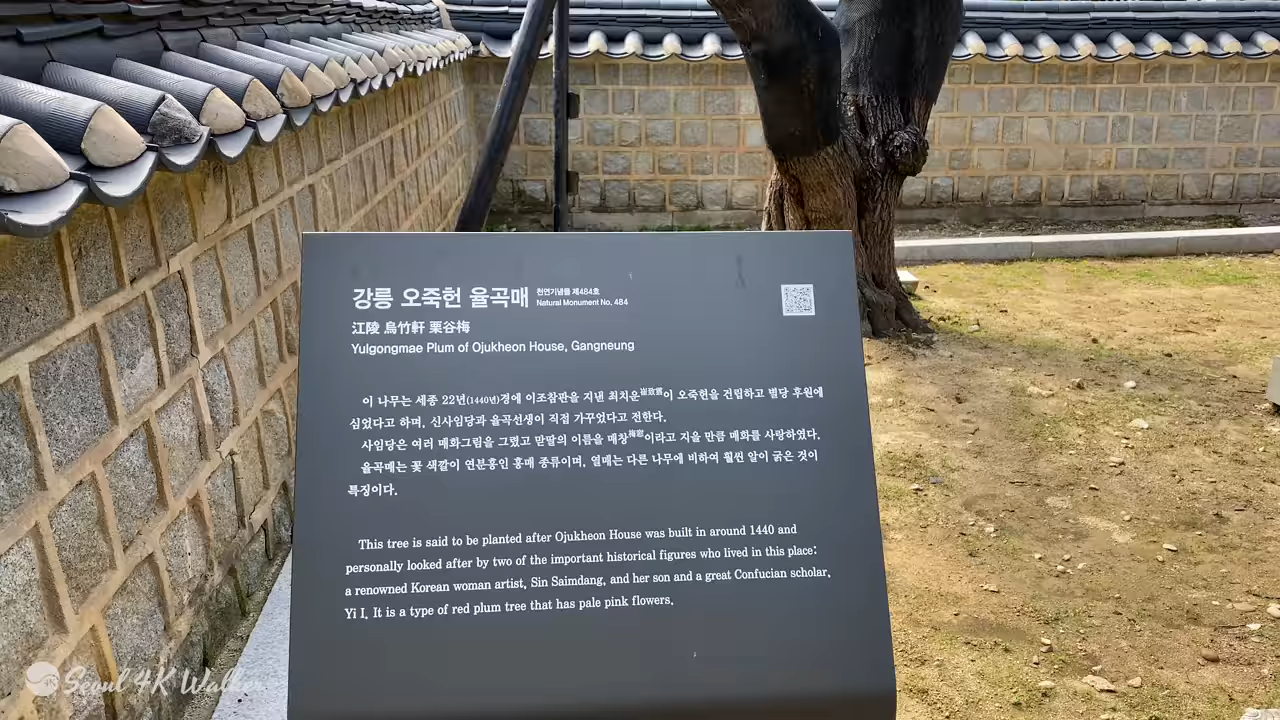 강릉 오죽헌 율곡매 천연기념물 제484호
Natural Monument No. 484
江陵 烏竹軒 栗谷梅
Yulgongmae Plum of Ojukheon House, Gangneung
이 나무는 세종 22년(1440년)경에 이조참판을 지낸 최치운崔致雲이 오죽헌을 건립하고 별당 후원에
심었다고 하며, 신사임당과 율곡선생이 직접 가꾸었다고 전한다.
사임당은 여러 매화그림을 그렸고 맏딸의 이름을 매창梅窓이라고 지을 만큼 매화를 사랑하였다.
율곡매는 꽃 색깔이 연분홍인 홍매 종류이며, 열매는 다른 나무에 비하여 훨씬 알이 굵은 것이
특징이다.
This tree is said to be planted after Ojukheon House was built in around 1440 and
personally looked after by two of the important historical figures who lived in this place:
a renowned Korean woman artist, Sin Saimdang, and her son and a great Confucian scholar,
Yi I. It is a type of red plum tree that has pale pink flowers.
Seoul 4K Walker